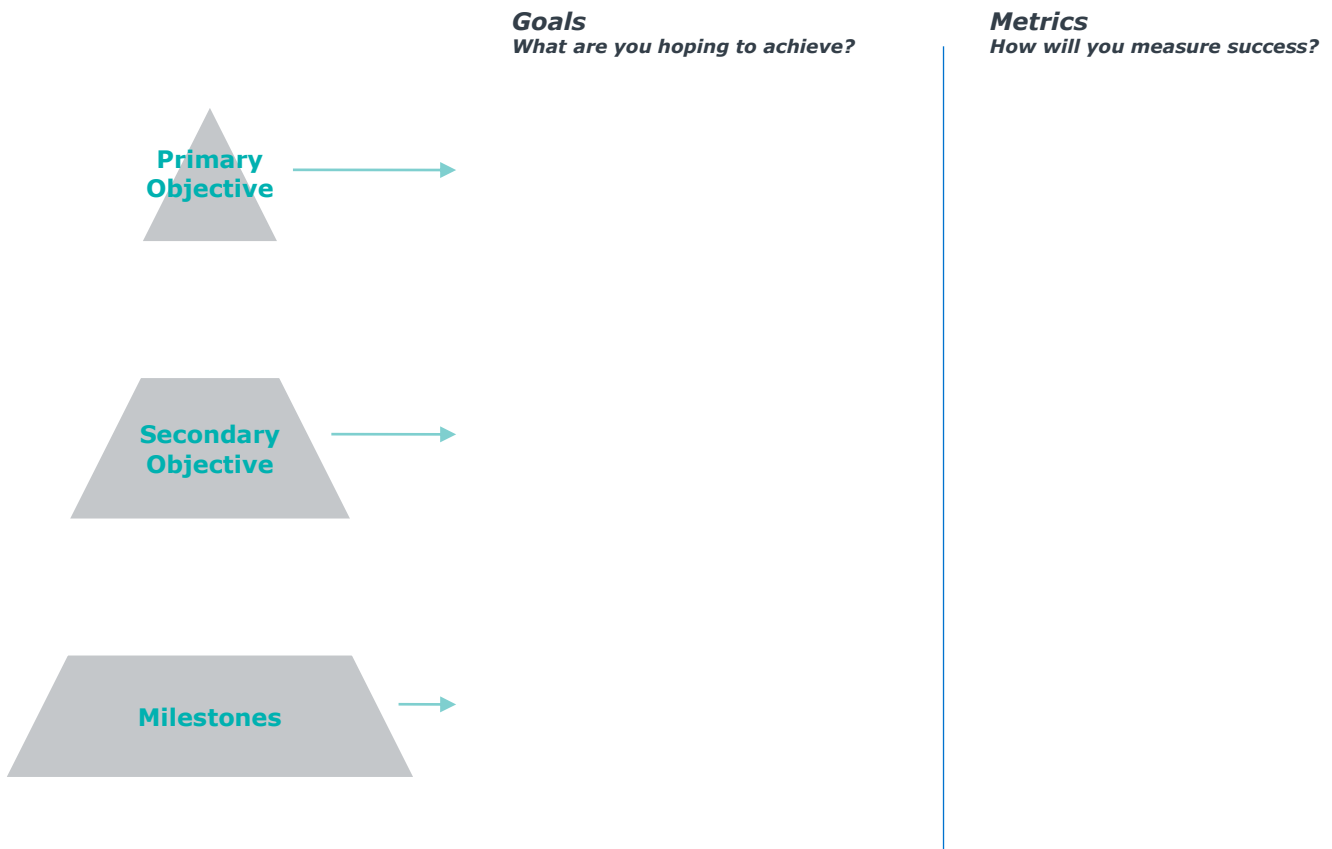 Goals
What are you hoping to achieve?
Metrics
How will you measure success?
Primary
Objective
Secondary
Objective
Milestones